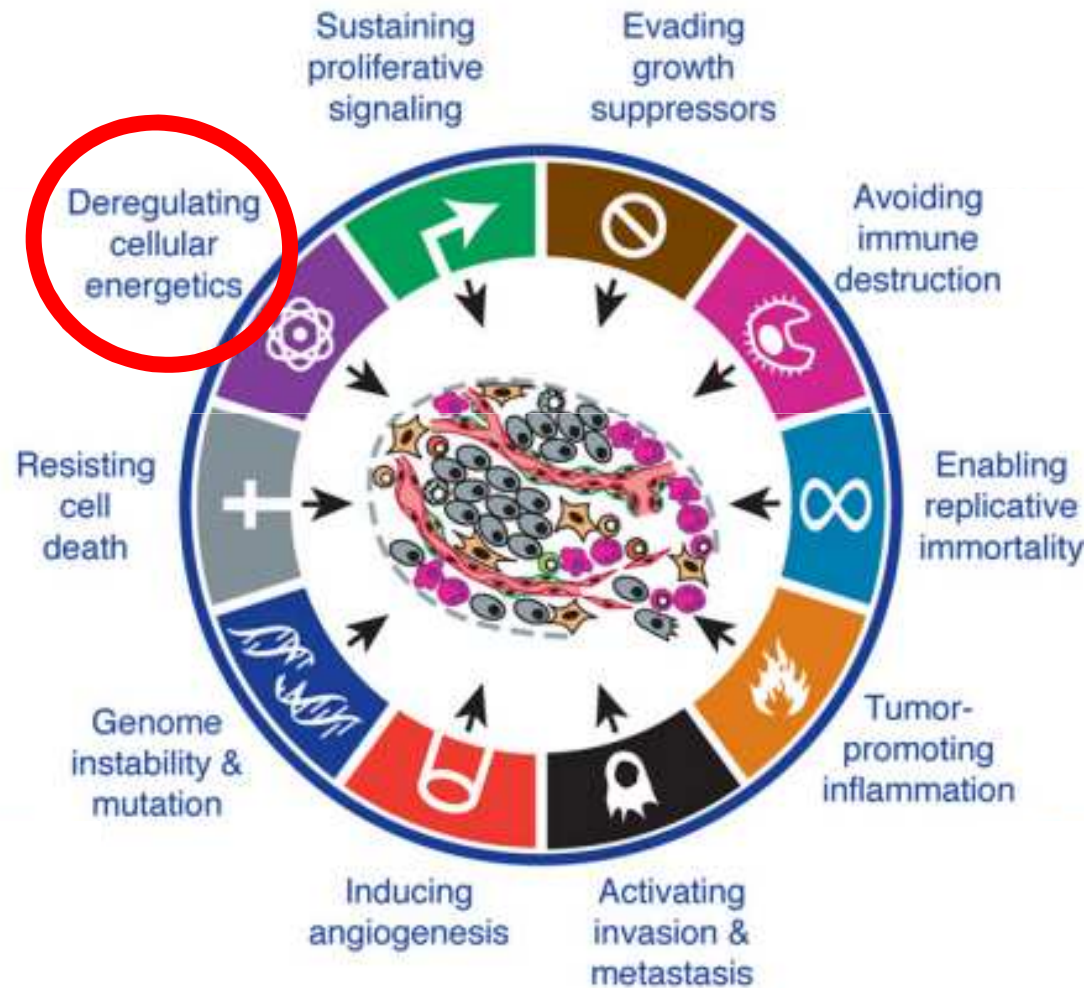 Sustaining
proliferative
signaling
Evading
growth
suppressors
Deregulating
cellular
energetics
Avoiding
immune
destruction
Resisting
cell
death
Enabling
replicative
immortality
Genome
instability &
mutation
Tumor-
promoting
inflammation
Inducing
angiogenesis
Activating
invasion &
metastasis